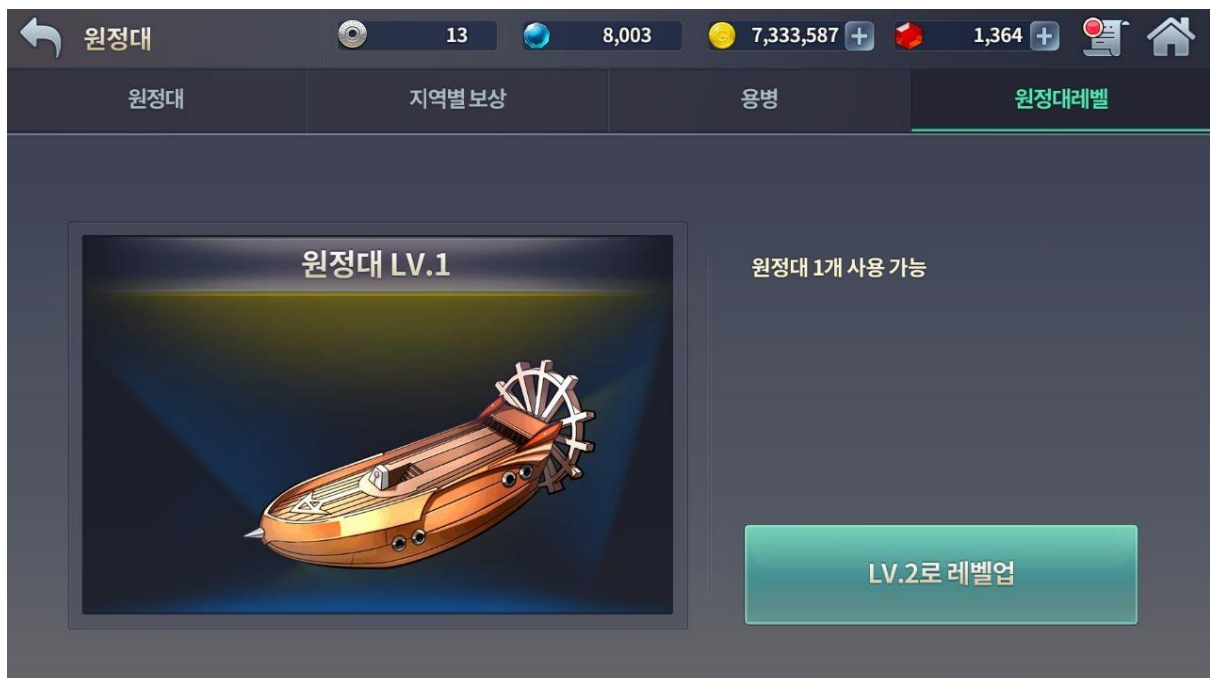 원정대
13
8,003
7,333,587
1,364
원정대
지역별 보상
용병
원정대레벨
원정대 LV.1
원정대 1개 사용 가능
LV.2로 레벨업